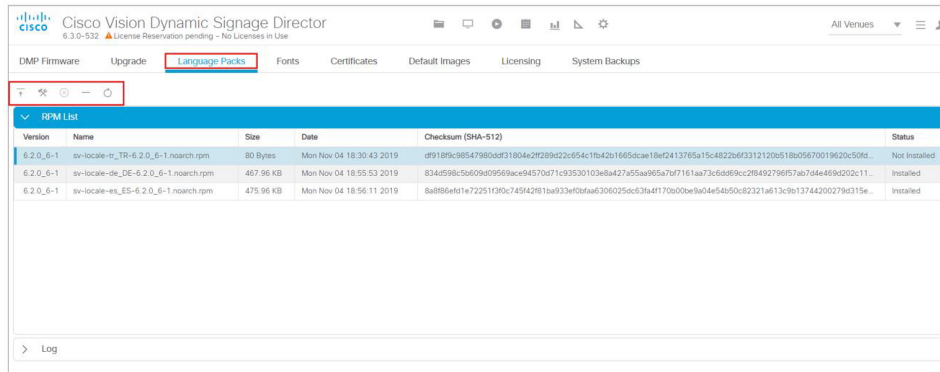 CISCO
Cisco Vision Dynamic Signage Director
6.3.0-532 License Reservation pending - No Licenses in Use
All Venues
DMP Firmware Upgrade Language Packs Fonts Certificates Default Images Licensing System Backups
RPM List
Version Name Size Date Checksum (SHA-512) Status
6.2.0_6-1 sv-locale-tr_TR-6.2.0_6-1.noarch.rpm 80 Bytes Mon Nov 04 18:30:43 2019 df918f9c98547980ddf31804e2ff289d22c654c1fb42b1665dcae18ef2413765a15c4822b6f3312120b518b05670019620c50fd... Not Installed
6.2.0_6-1 sv-locale-de_DE-6.2.0_6-1.noarch.rpm 467.96 KB Mon Nov 04 18:55:53 2019 834d598c5b609d09569ace94570d71c93530103e8a427a55aa965a7bf7161aa73c6dd69cc2f8492796f57ab7d4e469d202c11... Installed
6.2.0_6-1 sv-locale-es_ES-6.2.0_6-1.noarch.rpm 475.96 KB Mon Nov 04 18:56:11 2019 8a8f86efd1e72251f3f0c745f42f81ba933ef0bfaa6306025dc63fa4f170b00be9a04e54b50c82321a613c9b13744200279d315e... Installed
Log